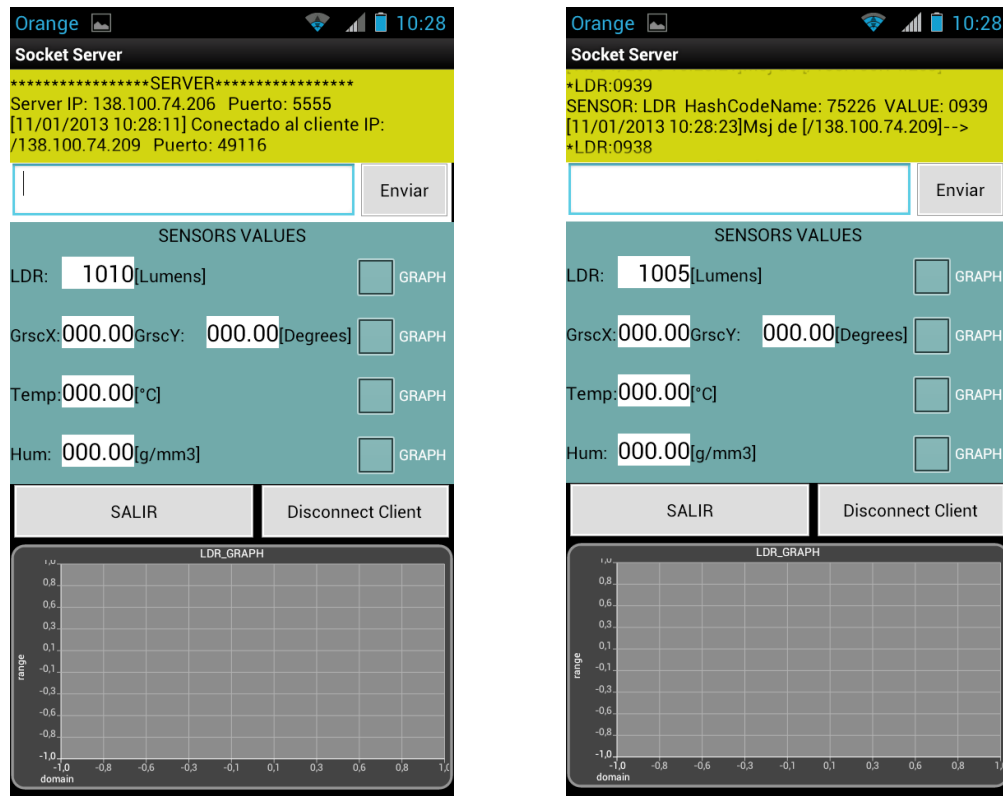 Orange 10:28
Socket Server
*****************SERVER*****************
Server IP: 138.100.74.206 Puerto: 5555
[11/01/2013 10:28:11] Conectado al cliente IP:
/138.100.74.209 Puerto: 49116
Enviar
SENSORS VALUES
LDR: 1010[Lumens] GRAPH
GrscX:000.00GrscY: 000.00[Degrees] GRAPH
Temp:000.00[°C] GRAPH
Hum: 000.00[g/mm3] GRAPH
SALIR Disconnect Client
LDR_GRAPH
1,0
0,8
0,6
0,3
0,1
-0,1
-0,3
-0,6
-0,8
-1,0
range
-1,0 -0,8 -0,6 -0,3 -0,1 0,1 0,3 0,6 0,8 1,0
domain
Orange 10:28
Socket Server
*LDR:0939
SENSOR: LDR HashCodeName: 75226 VALUE: 0939
[11/01/2013 10:28:23]Msj de [/138.100.74.209]-->
*LDR:0938
Enviar
SENSORS VALUES
LDR: 1005[Lumens] GRAPH
GrscX:000.00GrscY: 000.00[Degrees] GRAPH
Temp:000.00[°C] GRAPH
Hum: 000.00[g/mm3] GRAPH
SALIR Disconnect Client
LDR_GRAPH
1,0
0,8
0,6
0,3
0,1
-0,1
-0,3
-0,6
-0,8
-1,0
range
-1,0 -0,8 -0,6 -0,3 -0,1 0,1 0,3 0,6 0,8 1,0
domain